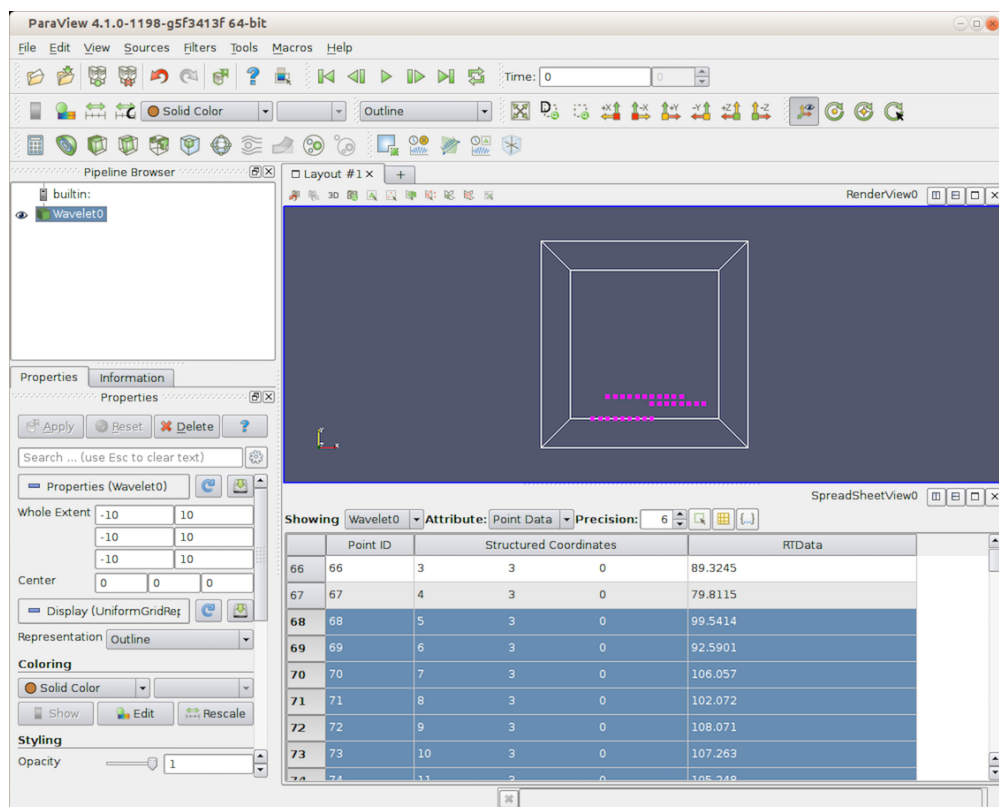 ParaView 4.1.0-1198-g5f3413f 64-bit
File Edit View Sources Filters Tools Macros Help
Time: 0 0
Solid Color Outline
Pipeline Browser
builtin:
Wavelet0
Layout #1 +
3D RenderView0
Properties Information
Properties
Apply Reset Delete ?
Search ... (use Esc to clear text)
Properties (Wavelet0)
Whole Extent -10 10
-10 10
-10 10
Center 0 0 0
Display (UniformGridRep
Representation Outline
Coloring
Solid Color
Show Edit Rescale
Styling
Opacity 1
SpreadSheetView0
Showing Wavelet0 Attribute: Point Data Precision: 6
Point ID Structured Coordinates RTData
66 66 3 3 0 89.3245
67 67 4 3 0 79.8115
68 68 5 3 0 99.5414
69 69 6 3 0 92.5901
70 70 7 3 0 106.057
71 71 8 3 0 102.072
72 72 9 3 0 108.071
73 73 10 3 0 107.263
74 74 11 3 0 105.248